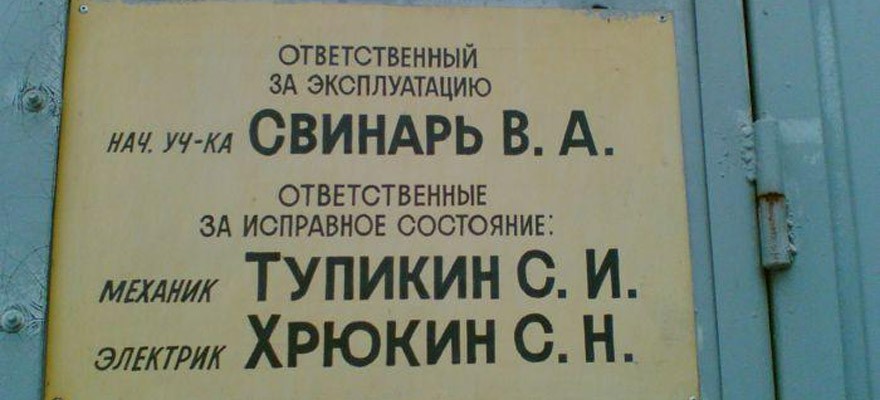 ОТВЕТСТВЕННЫЙ
ЗА ЭКСПЛУАТАЦИЮ
НАЧ. УЧ-КА СВИНАРЬ В. А.
ОТВЕТСТВЕННЫЕ
ЗА ИСПРАВНОЕ СОСТОЯНИЕ:
МЕХАНИК ТУПИКИН С. И.
ЭЛЕКТРИК ХРЮКИН С. Н.